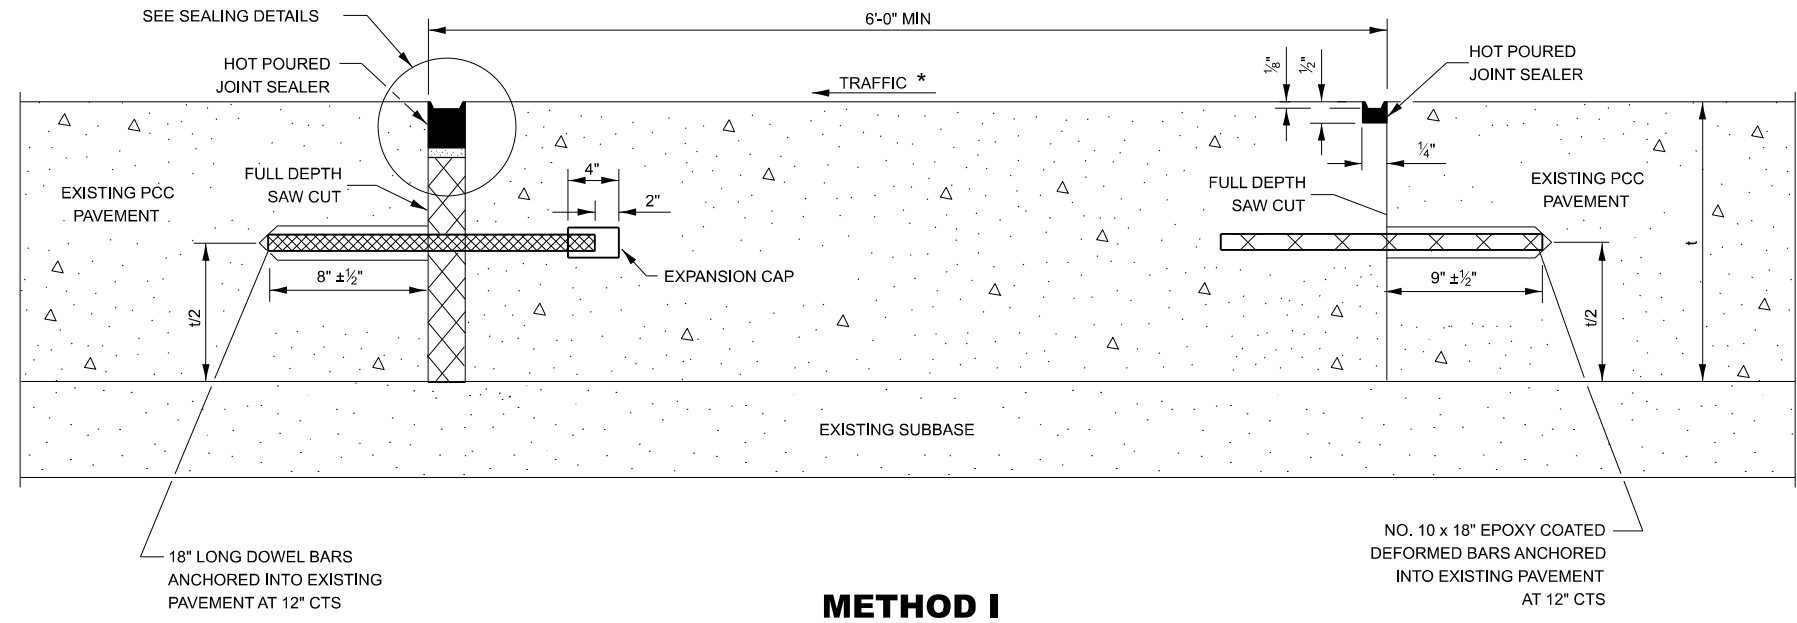 SEE SEALING DETAILS
6'-0" MIN
HOT POURED
JOINT SEALER
TRAFFIC *
⅛"
½"
HOT POURED
JOINT SEALER
EXISTING PCC
PAVEMENT
FULL DEPTH
SAW CUT
4"
2"
¼"
FULL DEPTH
SAW CUT
EXISTING PCC
PAVEMENT
t
8" ±½"
EXPANSION CAP
9" ±½"
t/2
t/2
EXISTING SUBBASE
18" LONG DOWEL BARS
ANCHORED INTO EXISTING
PAVEMENT AT 12" CTS
NO. 10 x 18" EPOXY COATED
DEFORMED BARS ANCHORED
INTO EXISTING PAVEMENT
AT 12" CTS
METHOD I